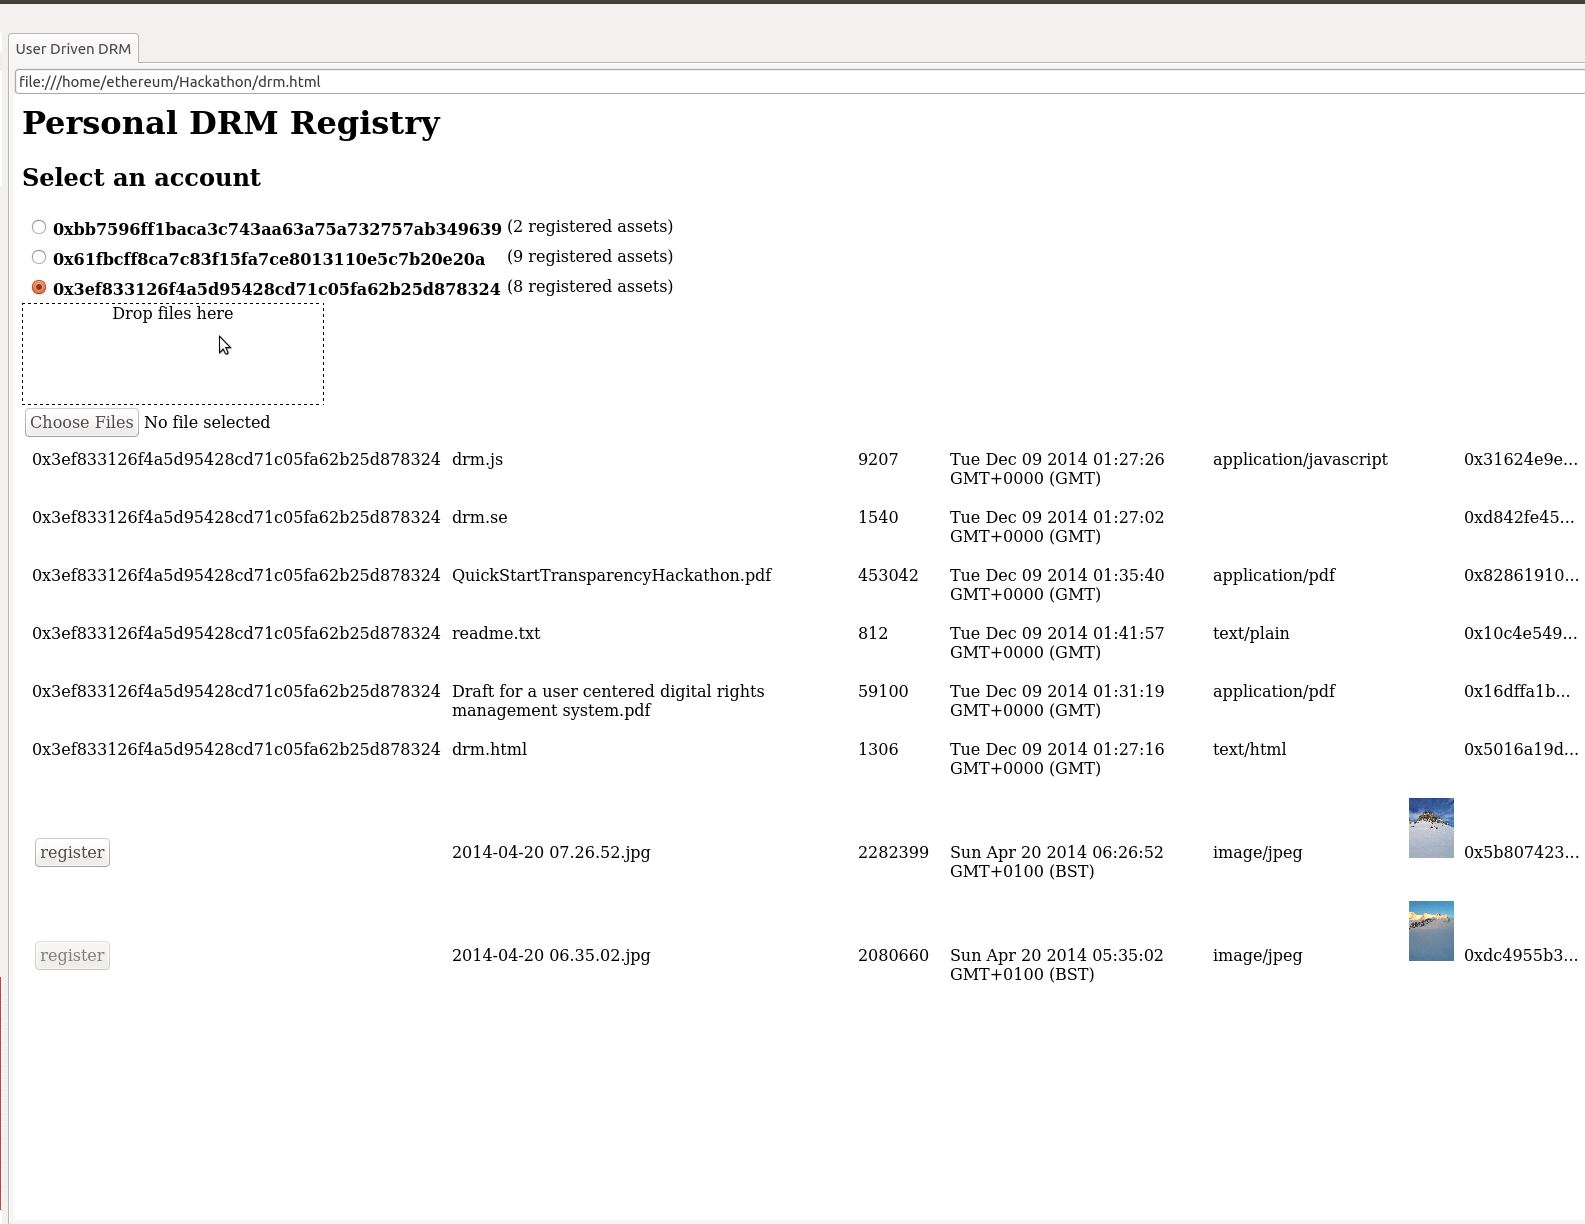 User Driven DRM
file:///home/ethereum/Hackathon/drm.html
Personal DRM Registry
Select an account
0xbb7596ff1baca3c743aa63a75a732757ab349639 (2 registered assets)
0x61fbcff8ca7c83f15fa7ce8013110e5c7b20e20a (9 registered assets)
0x3ef833126f4a5d95428cd71c05fa62b25d878324 (8 registered assets)
Drop files here
Choose Files No file selected
0x3ef833126f4a5d95428cd71c05fa62b25d878324 drm.js 9207 Tue Dec 09 2014 01:27:26 application/javascript 0x31624e9e...
GMT+0000 (GMT)
0x3ef833126f4a5d95428cd71c05fa62b25d878324 drm.se 1540 Tue Dec 09 2014 01:27:02 0xd842fe45...
GMT+0000 (GMT)
0x3ef833126f4a5d95428cd71c05fa62b25d878324 QuickStartTransparencyHackathon.pdf 453042 Tue Dec 09 2014 01:35:40 application/pdf 0x82861910...
GMT+0000 (GMT)
0x3ef833126f4a5d95428cd71c05fa62b25d878324 readme.txt 812 Tue Dec 09 2014 01:41:57 text/plain 0x10c4e549...
GMT+0000 (GMT)
0x3ef833126f4a5d95428cd71c05fa62b25d878324 Draft for a user centered digital rights 59100 Tue Dec 09 2014 01:31:19 application/pdf 0x16dffa1b...
management system.pdf GMT+0000 (GMT)
0x3ef833126f4a5d95428cd71c05fa62b25d878324 drm.html 1306 Tue Dec 09 2014 01:27:16 text/html 0x5016a19d...
GMT+0000 (GMT)
register 2014-04-20 07.26.52.jpg 2282399 Sun Apr 20 2014 06:26:52 image/jpeg 0x5b807423...
GMT+0100 (BST)
register 2014-04-20 06.35.02.jpg 2080660 Sun Apr 20 2014 05:35:02 image/jpeg 0xdc4955b3...
GMT+0100 (BST)